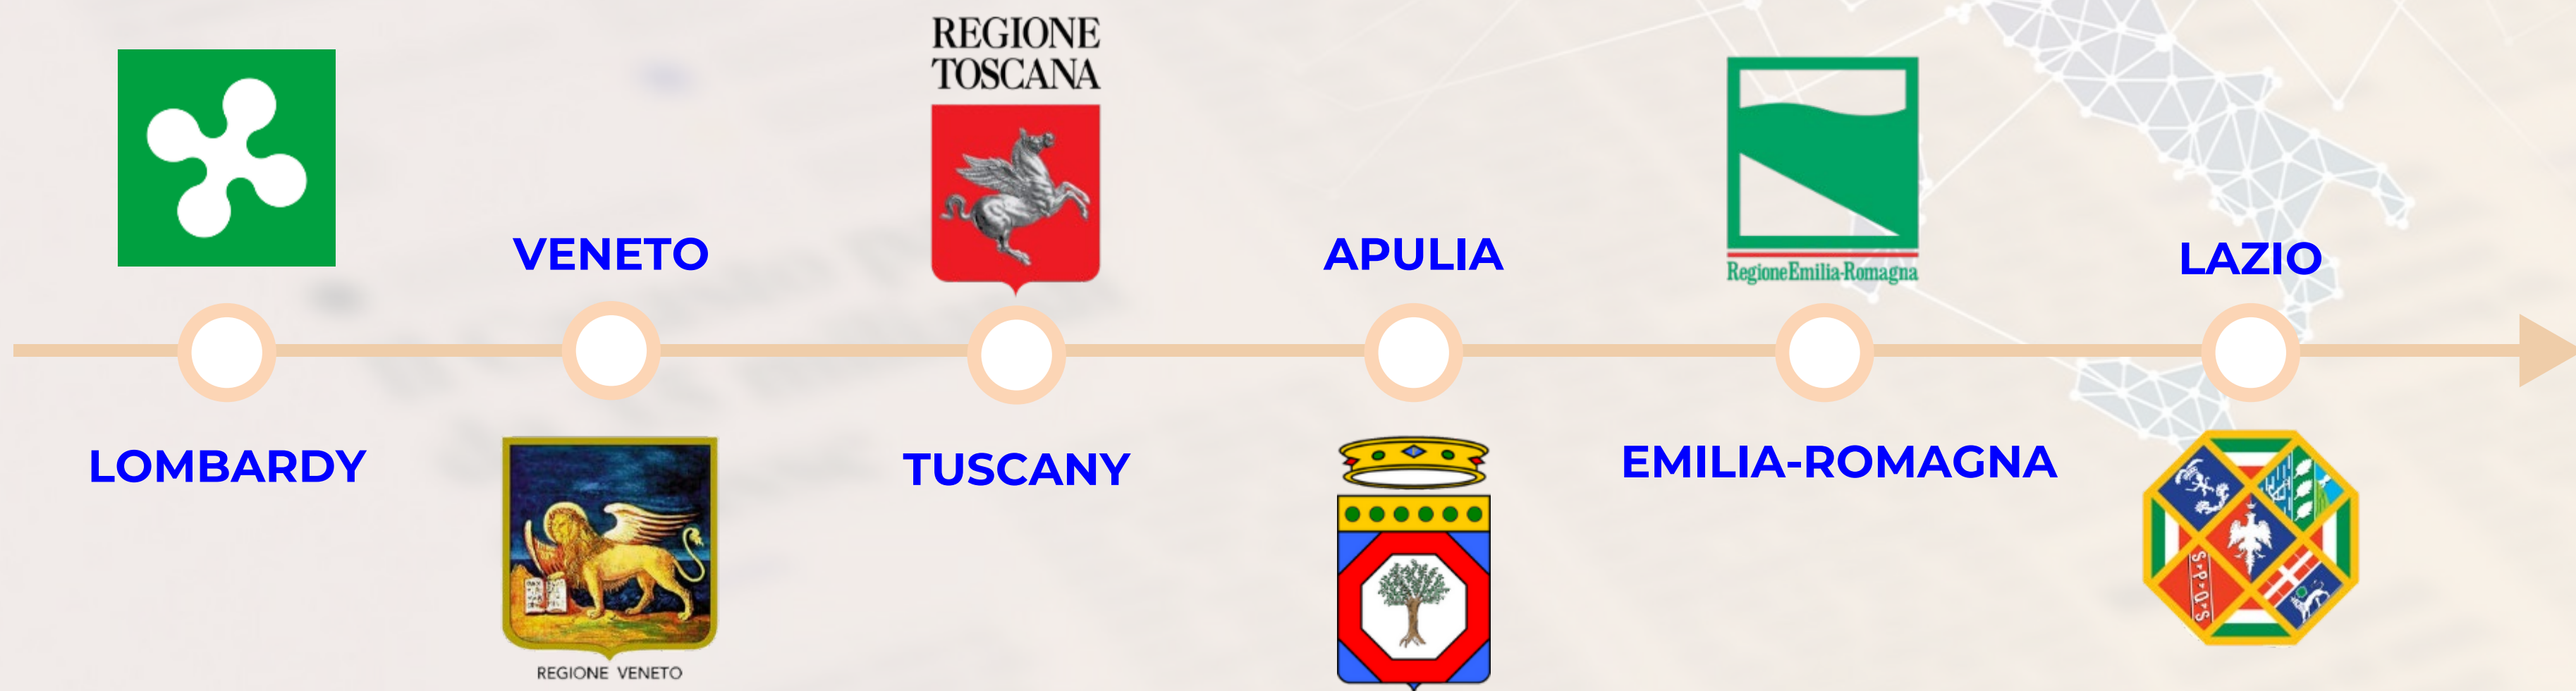 REGIONE
TOSCANA
VENETO
APULIA
RegioneEmilia-Romagna
LAZIO
LOMBARDY
TUSCANY
EMILIA-ROMAGNA
REGIONE VENETO
S·P·Q·S